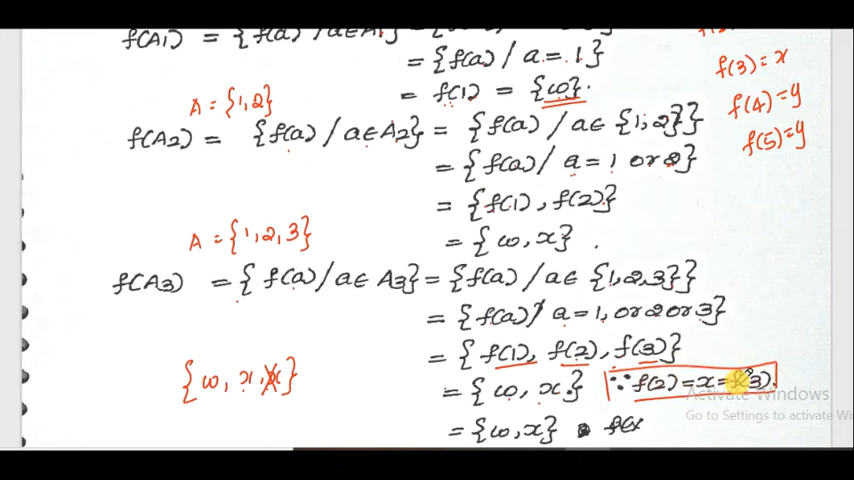 f(A1) = {f(a) / a∈A1}
= {f(a) / a = 1}
f(3) = x
= f(1) = {w}.
A = {1,2}
f(4) = y
f(A2) = {f(a) / a∈A2} = {f(a) / a∈ {1,2}}
f(5) = y
= {f(a) / a = 1 or 2}
= {f(1), f(2)}
A = {1,2,3}
= {w, x} .
f(A3) = {f(a) / a∈ A3} = {f(a) / a∈ {1,2,3}}
= {f(a) / a = 1, or 2 or 3}
= {f(1), f(2), f(3)}
{w, x, x}
= {w, x.} ∵ f(2) = x = f(3).
Activate Windows
Go to Settings to activate Wi
= {w, x}